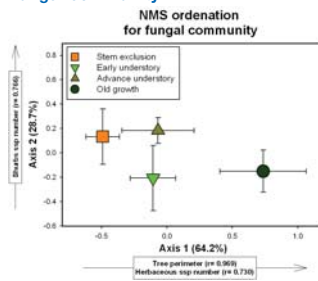 NMS ordenation
for fungal community
Stem exclusion
Early understory
Advance understory
Old growth
Shrubs ssp number (r= 0.766)
Axis 2 (28.7%)
0.8
0.6
0.4
0.2
0.0
-0.2
-0.4
-0.6
-0.5
0.0
0.5
1.0
Axis 1 (64.2%)
Tree perimeter (r= 0.969)
Herbaceous ssp number (r= 0.730)